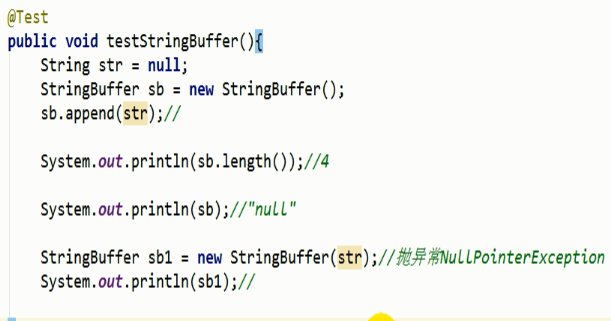 @Test
public void testStringBuffer(){
String str = null;
StringBuffer sb = new StringBuffer();
sb.append(str);//
System.out.println(sb.length());//4
System.out.println(sb);//"null"
StringBuffer sb1 = new StringBuffer(str);//抛异常NullPointerException
System.out.println(sb1);//